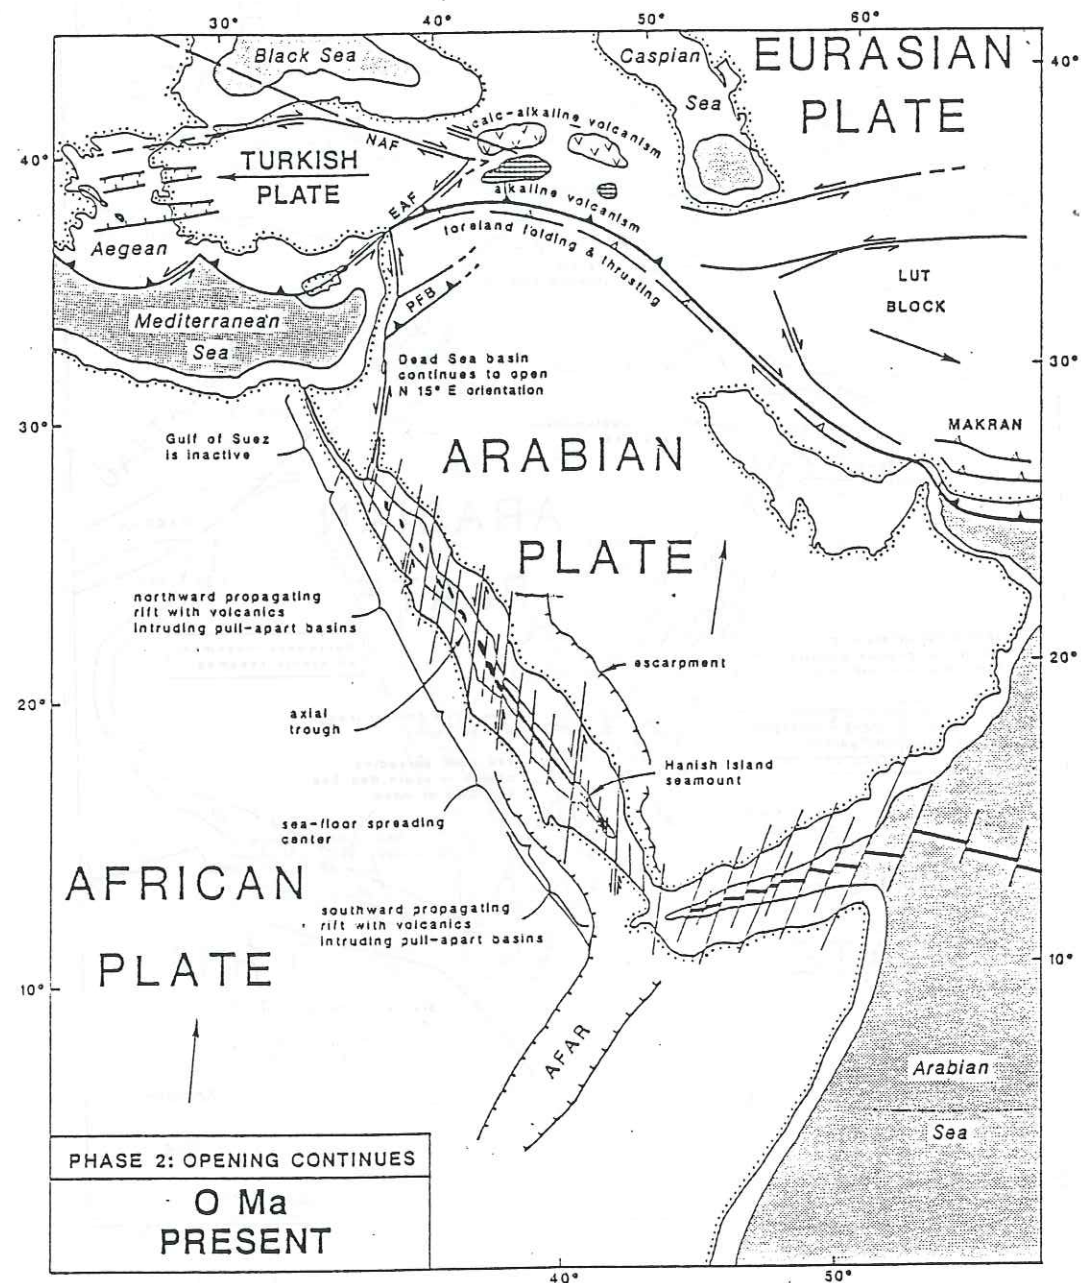 30°
40°
50°
60°
Black Sea
Caspian
Sea
EURASIAN
PLATE
40°
40°
calc-alkaline volcanism
NAF
TURKISH
PLATE
EAF
alkaline volcanism
foreland folding & thrusting
Aegean
PFB
LUT
BLOCK
Mediterranean
Sea
Dead Sea basin
continues to open
N 15° E orientation
30°
30°
MAKRAN
Gulf of Suez
is inactive
ARABIAN
PLATE
northward propagating
rift with volcanics
intruding pull-apart basins
escarpment
20°
20°
axial
trough
Hanish Island
seamount
sea-floor spreading
center
AFRICAN
PLATE
southward propagating
rift with volcanics
intruding pull-apart basins
10°
10°
AFAR
Arabian
Sea
PHASE 2: OPENING CONTINUES
O Ma
PRESENT
40°
50°